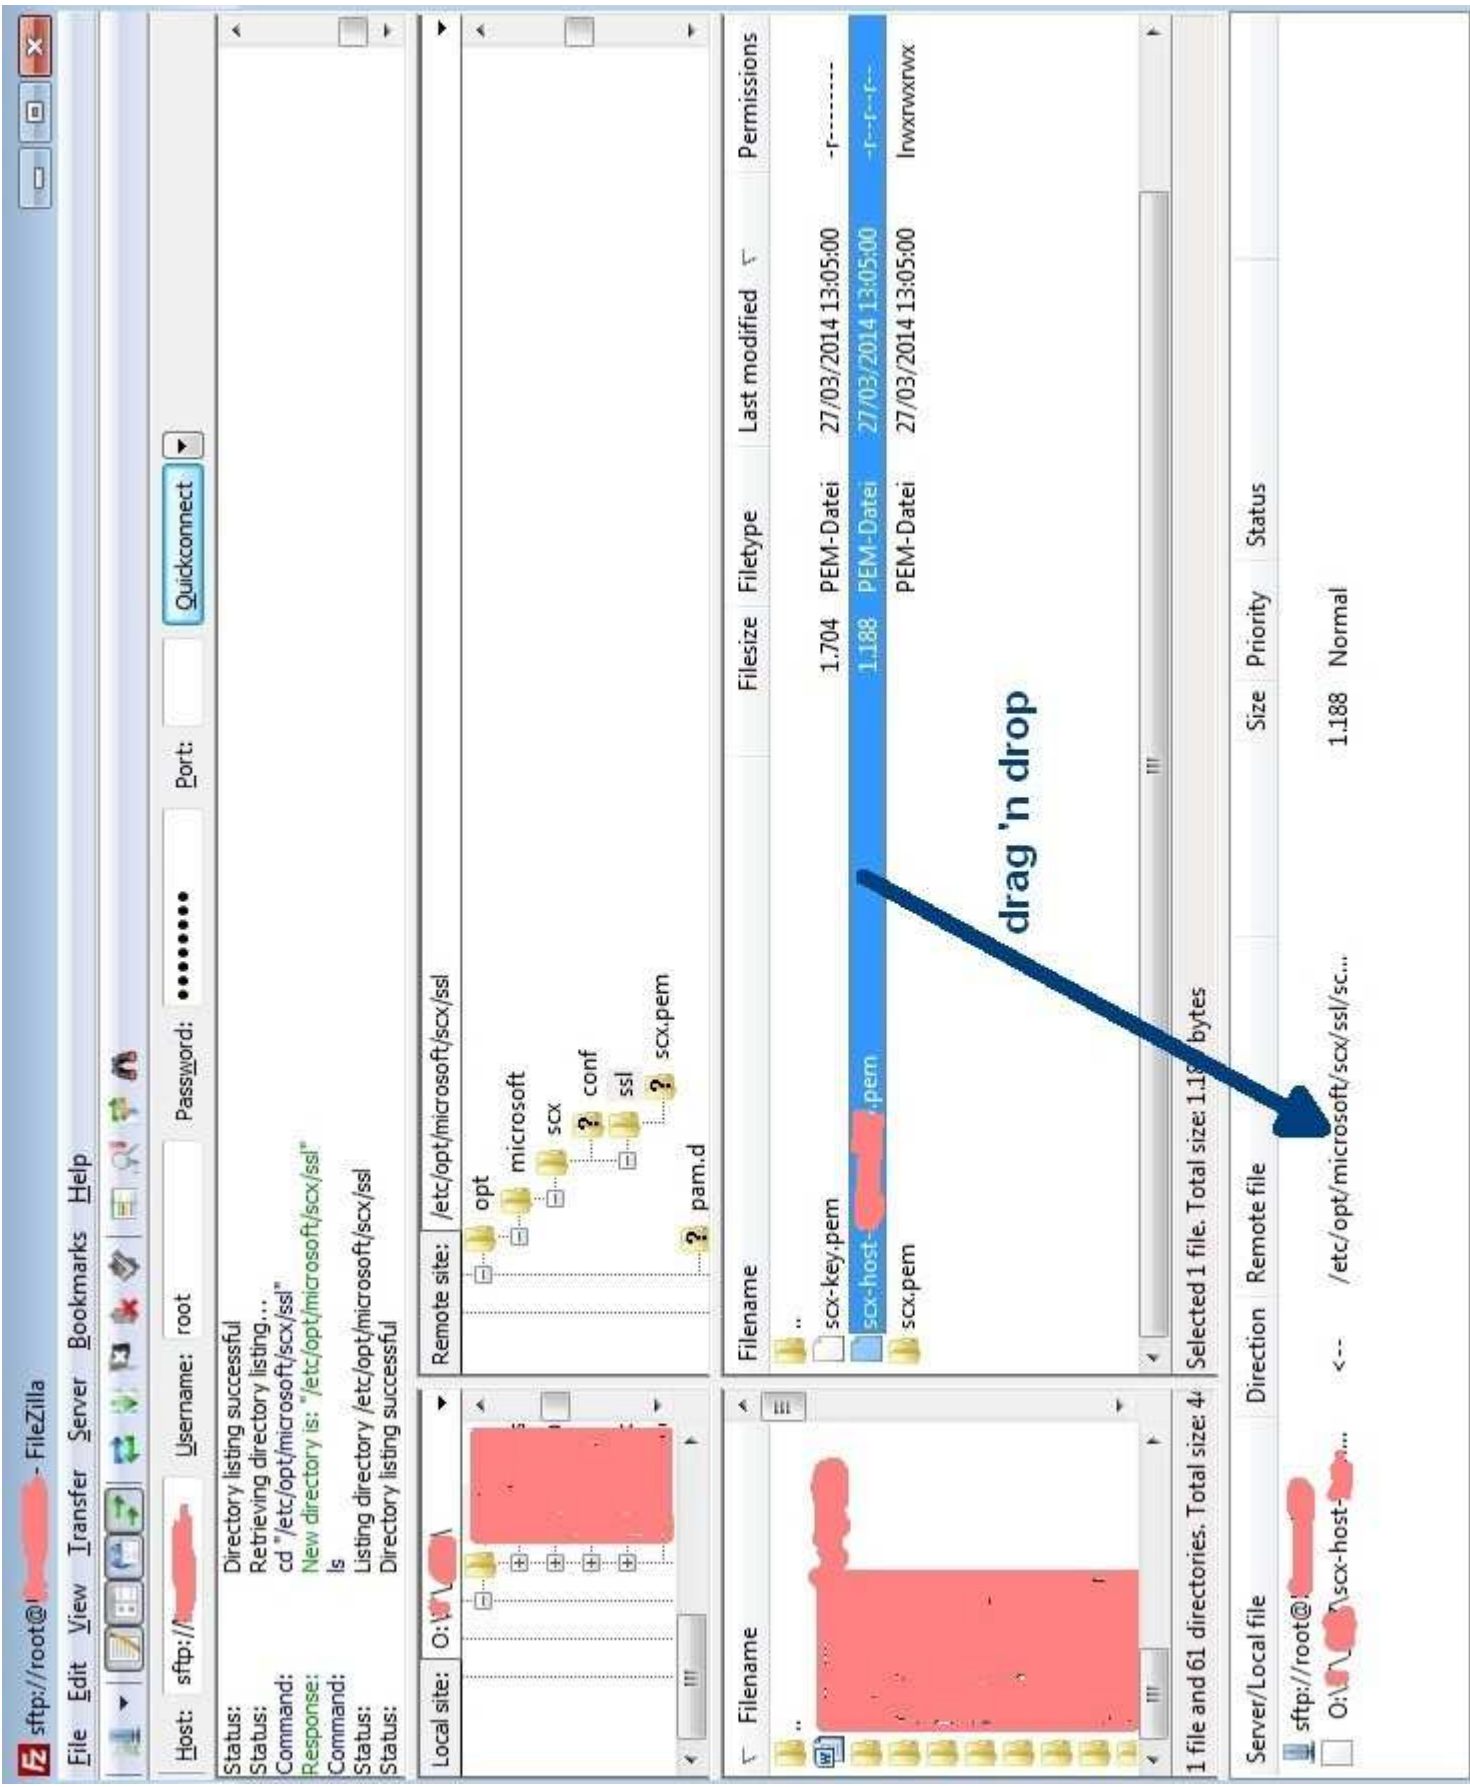 sftp://root@ - FileZilla
File Edit View Transfer Server Bookmarks Help
Host: sftp:// Username: root Password: •••••••• Port: Quickconnect
Status: Directory listing successful
Status: Retrieving directory listing...
Command: cd "/etc/opt/microsoft/scx/ssl"
Response: New directory is: "/etc/opt/microsoft/scx/ssl"
Command: ls
Status: Listing directory /etc/opt/microsoft/scx/ssl
Status: Directory listing successful
Local site: O:\
Remote site: /etc/opt/microsoft/scx/ssl
opt
microsoft
scx
conf
ssl
scx.pem
pam.d
Filename
..
1 file and 61 directories. Total size: 44
Filename Filesize Filetype Last modified Permissions
..
scx-key.pem 1.704 PEM-Datei 27/03/2014 13:05:00 -r--------
scx-host- .pem 1.188 PEM-Datei 27/03/2014 13:05:00 -r--r--r--
scx.pem PEM-Datei 27/03/2014 13:05:00 lrwxrwxrwx
drag 'n drop
Selected 1 file. Total size: 1.18 bytes
Server/Local file Direction Remote file Size Priority Status
sftp://root@
O:\ \scx-host- ... <-- /etc/opt/microsoft/scx/ssl/sc... 1.188 Normal